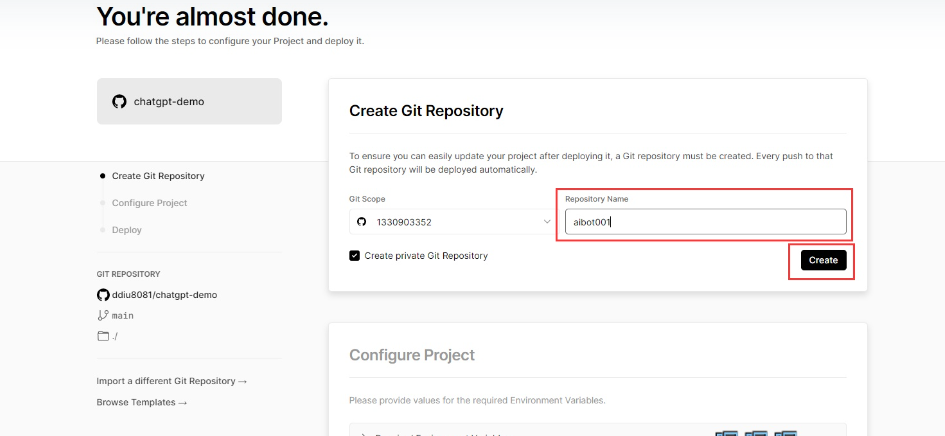 You're almost done.
Please follow the steps to configure your Project and deploy it.
chatgpt-demo
Create Git Repository
Configure Project
Deploy
GIT REPOSITORY
ddiu8081/chatgpt-demo
main
./
Import a different Git Repository →
Browse Templates →
Create Git Repository
To ensure you can easily update your project after deploying it, a Git repository must be created. Every push to that
Git repository will be deployed automatically.
Git Scope
1330903352
Repository Name
aibot001
Create private Git Repository
Create
Configure Project
Please provide values for the required Environment Variables.